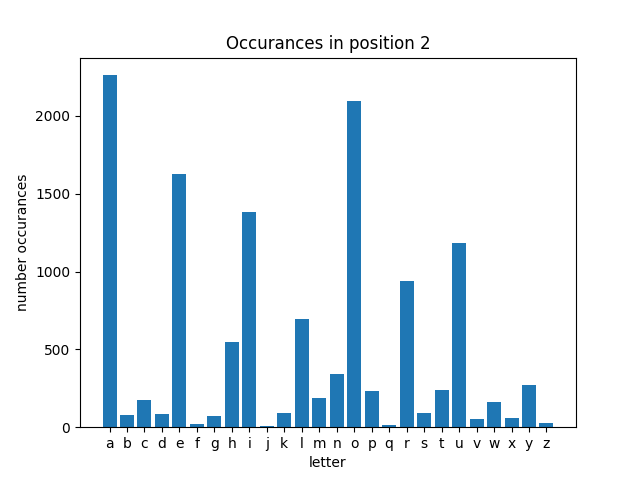 Occurances in position 2
number occurances
2000
1500
1000
500
0
a b c d e f g h i j k l m n o p q r s t u v w x y z
letter